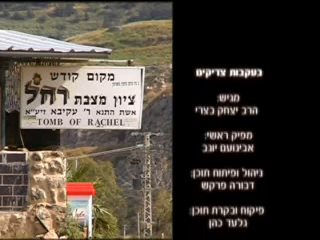 מקום קודש
ציון מצבת רחל
אשת התנא ר' עקיבא זיע"א
TOMB OF RACHEL
בעקבות צדיקים
מגיש:
הרב יצחק בצרי
מפיק ראשי:
אבינועם יוגב
ניהול ופיתוח תוכן:
דבורה פרקש
פיקוח ובקרת תוכן:
גלעד כהן